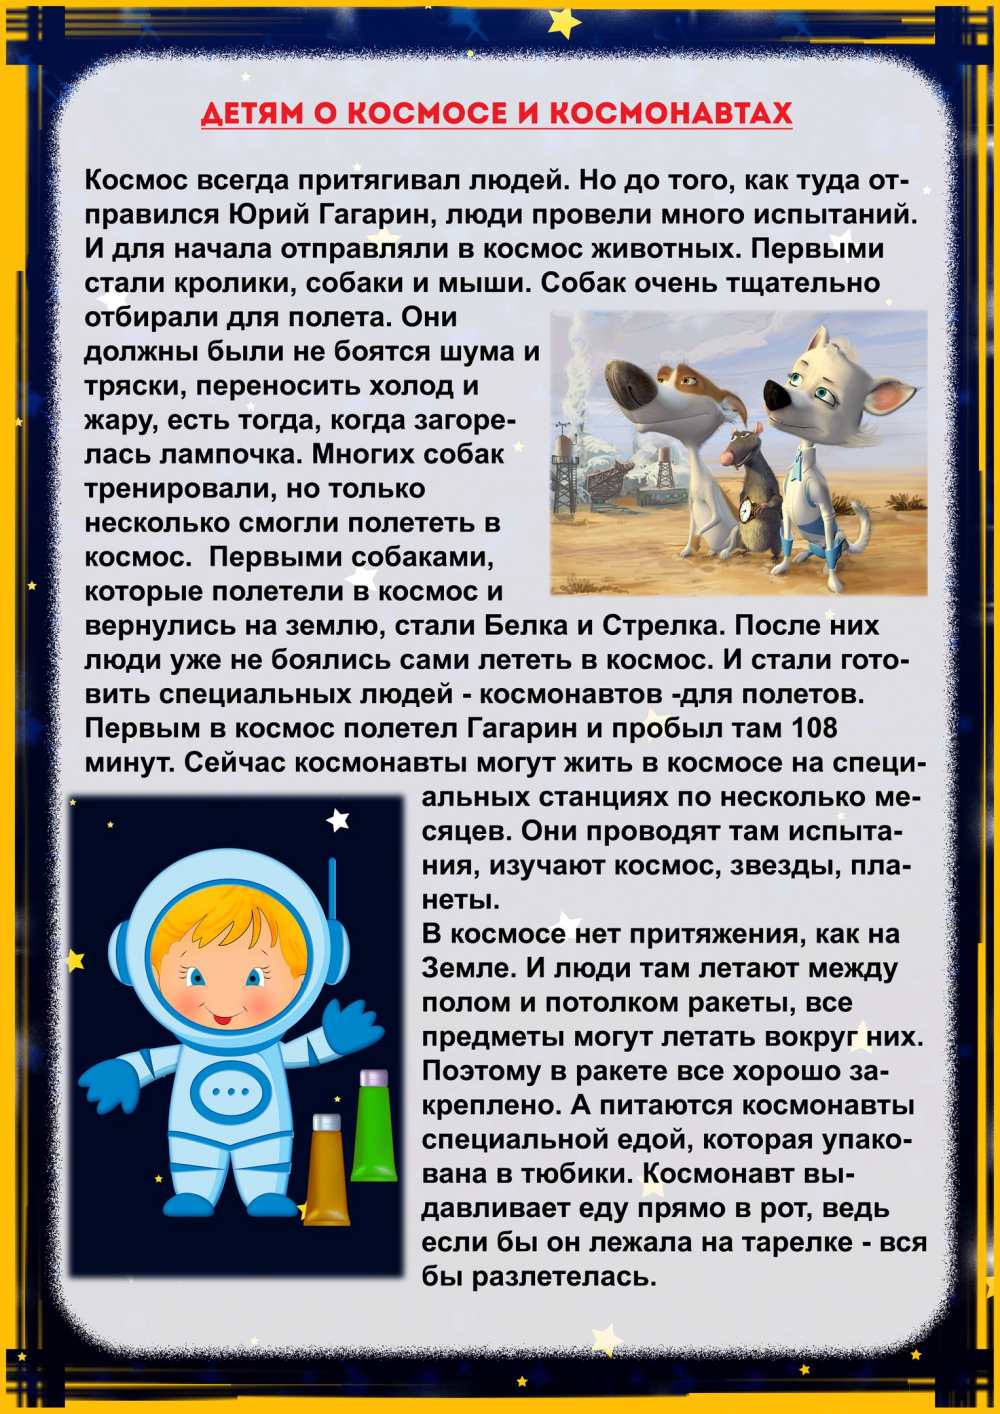 ДЕТЯМ О КОСМОСЕ И КОСМОНАВТАХ
Космос всегда притягивал людей. Но до того, как туда от-
правился Юрий Гагарин, люди провели много испытаний.
И для начала отправляли в космос животных. Первыми
стали кролики, собаки и мыши. Собак очень тщательно
отбирали для полета. Они
должны были не боятся шума и
тряски, переносить холод и
жару, есть тогда, когда загоре-
лась лампочка. Многих собак
тренировали, но только
несколько смогли полететь в
космос.  Первыми собаками,
которые полетели в космос и
вернулись на землю, стали Белка и Стрелка. После них
люди уже не боялись сами лететь в космос. И стали гото-
вить специальных людей - космонавтов -для полетов.
Первым в космос полетел Гагарин и пробыл там 108
минут. Сейчас космонавты могут жить в космосе на специ-
альных станциях по несколько ме-
сяцев. Они проводят там испыта-
ния, изучают космос, звезды, пла-
неты.
В космосе нет притяжения, как на
Земле. И люди там летают между
полом и потолком ракеты, все
предметы могут летать вокруг них.
Поэтому в ракете все хорошо за-
креплено. А питаются космонавты
специальной едой, которая упако-
вана в тюбики. Космонавт вы-
давливает еду прямо в рот, ведь
если бы он лежала на тарелке - вся
бы разлетелась.